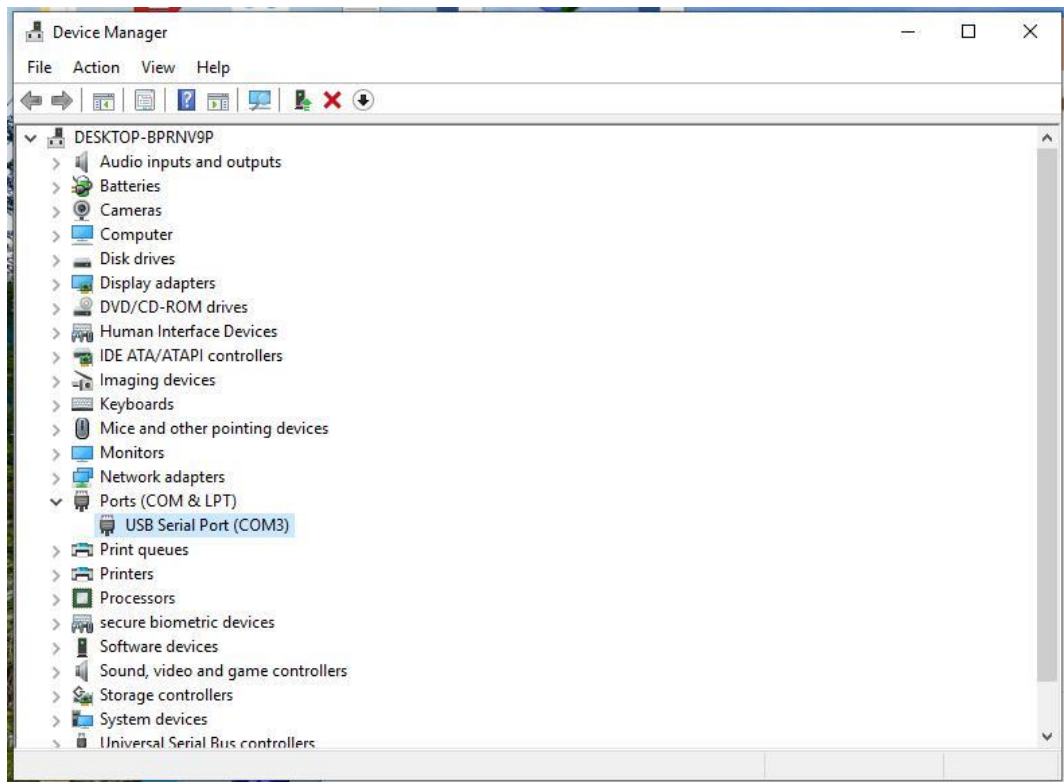 Device Manager
File Action View Help
DESKTOP-BPRNV9P
Audio inputs and outputs
Batteries
Cameras
Computer
Disk drives
Display adapters
DVD/CD-ROM drives
Human Interface Devices
IDE ATA/ATAPI controllers
Imaging devices
Keyboards
Mice and other pointing devices
Monitors
Network adapters
Ports (COM & LPT)
USB Serial Port (COM3)
Print queues
Printers
Processors
secure biometric devices
Software devices
Sound, video and game controllers
Storage controllers
System devices
Universal Serial Bus controllers